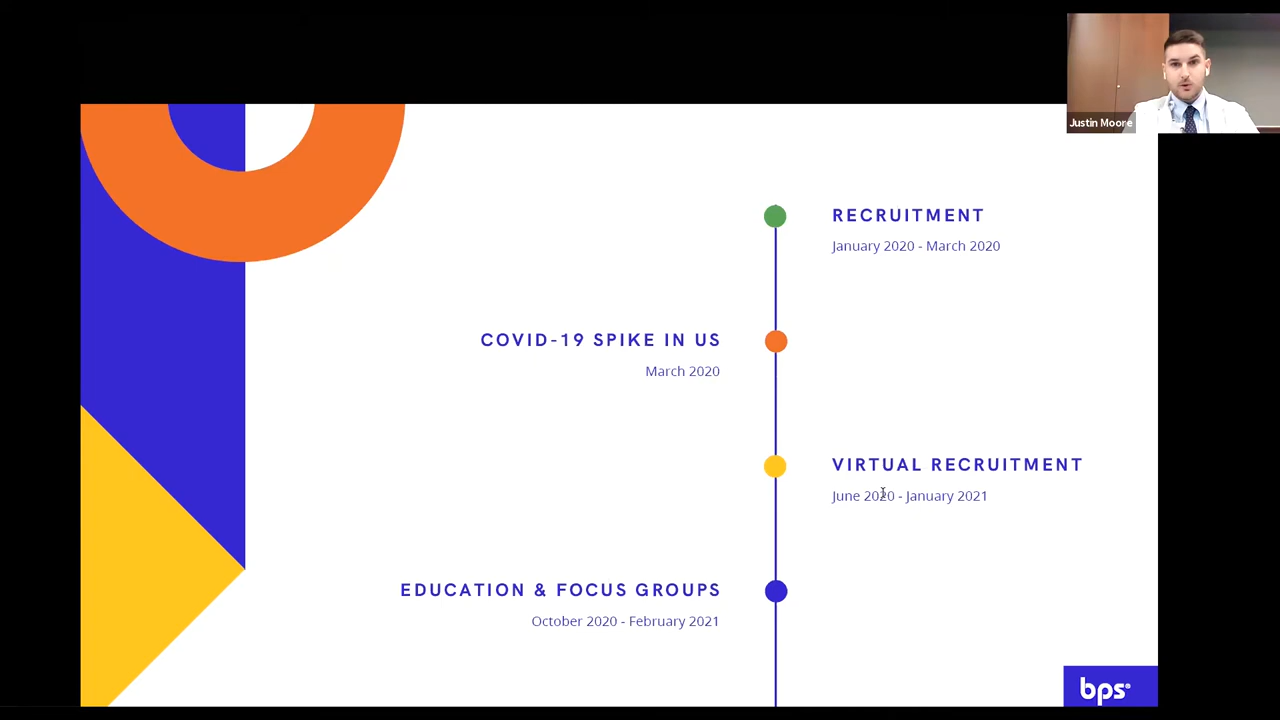 Justin Moore
RECRUITMENT
January 2020 - March 2020
COVID-19 SPIKE IN US
March 2020
VIRTUAL RECRUITMENT
June 2020 - January 2021
EDUCATION & FOCUS GROUPS
October 2020 - February 2021
bps